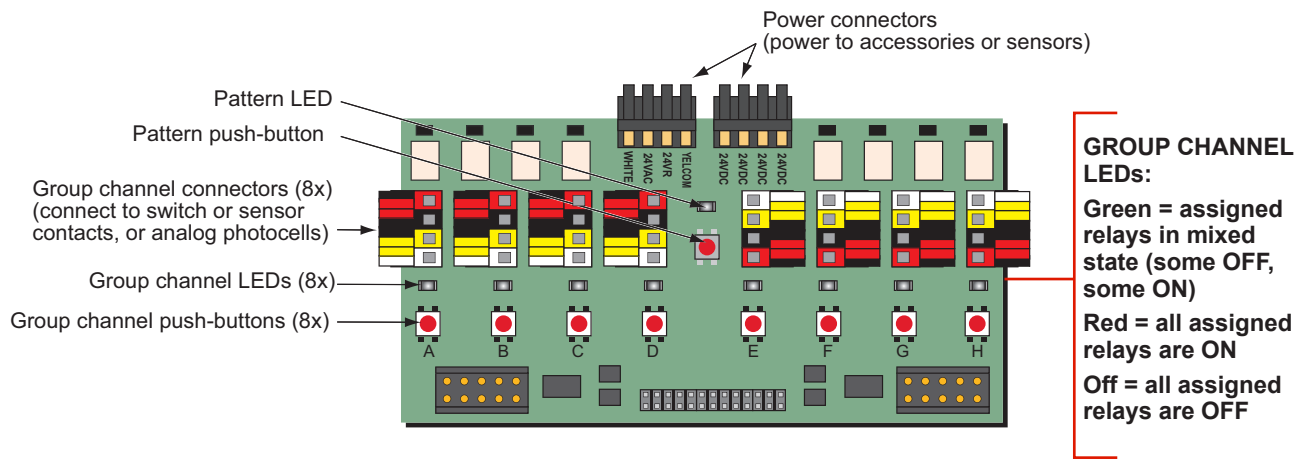 Power connectors
(power to accessories or sensors)
Pattern LED
Pattern push-button
WHITE
24VAC
24VR
YELCOM
24VDC
24VDC
24VDC
24VDC
Group channel connectors (8x)
(connect to switch or sensor
contacts, or analog photocells)
Group channel LEDs (8x)
Group channel push-buttons (8x)
A B C D E F G H
GROUP CHANNEL
LEDs:
Green = assigned
relays in mixed
state (some OFF,
some ON)
Red = all assigned
relays are ON
Off = all assigned
relays are OFF